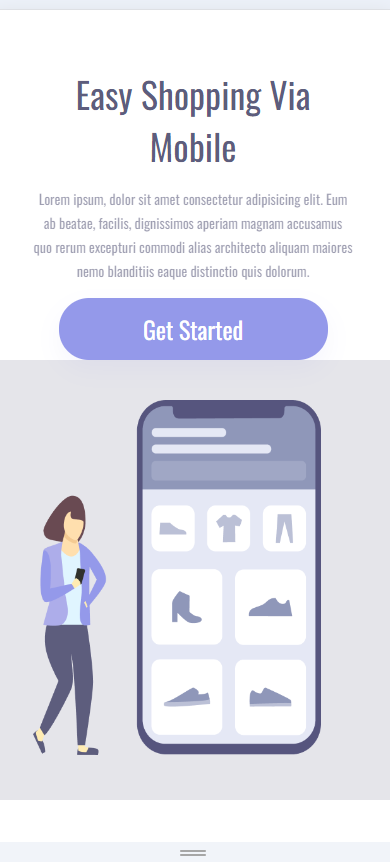 Easy Shopping Via
Mobile
Lorem ipsum, dolor sit amet consectetur adipisicing elit. Eum
ab beatae, facilis, dignissimos aperiam magnam accusamus
quo rerum excepturi commodi alias architecto aliquam maiores
nemo blanditiis eaque distinctio quis dolorum.
Get Started